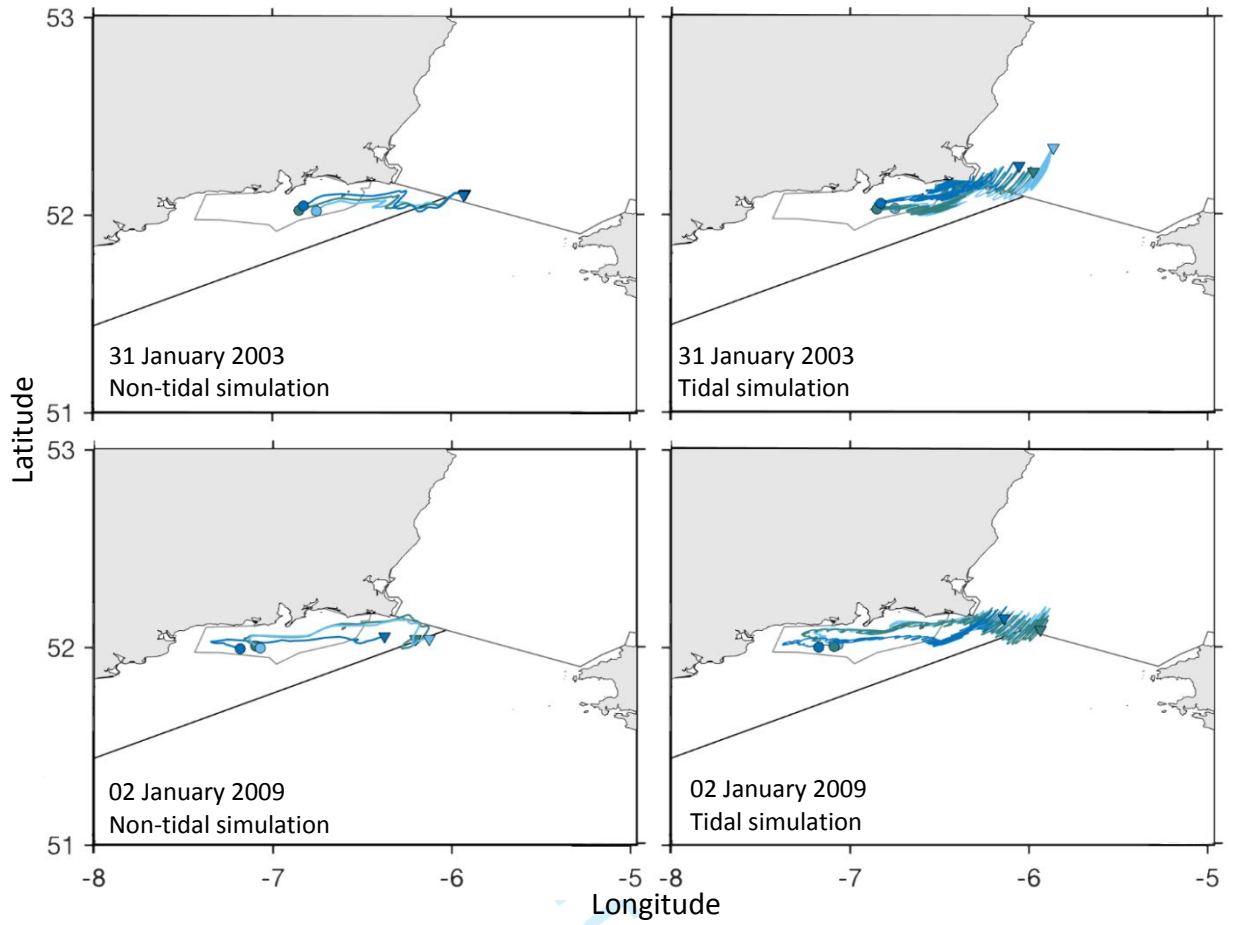 53
52
51
31 January 2003
Non-tidal simulation
31 January 2003
Tidal simulation
Latitude
53
52
51
02 January 2009
Non-tidal simulation
02 January 2009
Tidal simulation
-8 -7 -6 -5 -8 -7 -6 -5
Longitude